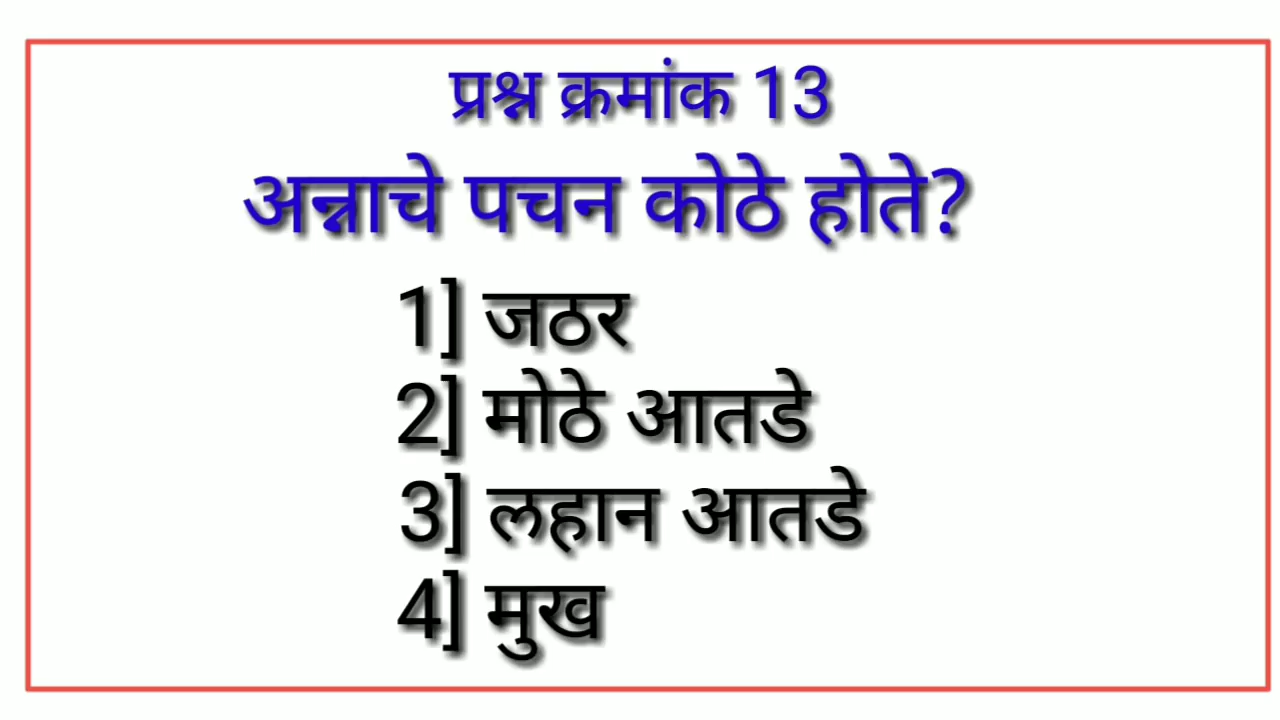 प्रश्न क्रमांक 13
अन्नाचे पचन कोठे होते?
1] जठर
2] मोठे आतडे
3] लहान आतडे
4] मुख